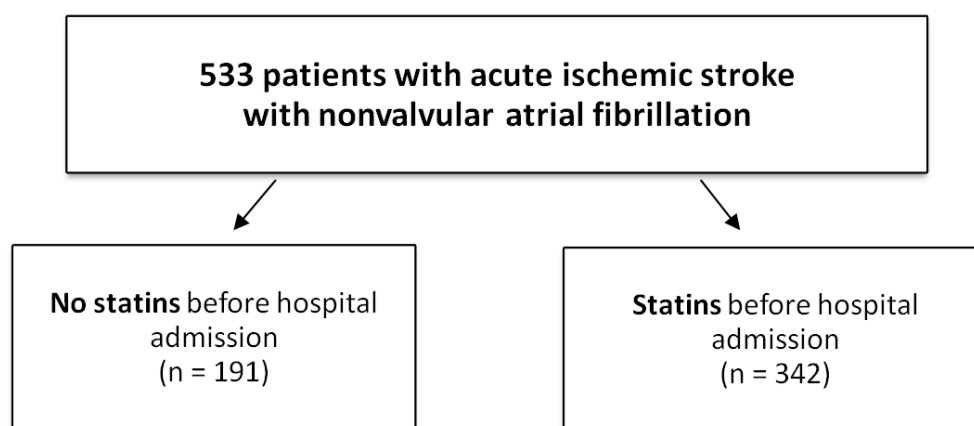 533 patients with acute ischemic stroke
with nonvalvular atrial fibrillation
No statins before hospital
admission
(n = 191)
Statins before hospital
admission
(n = 342)